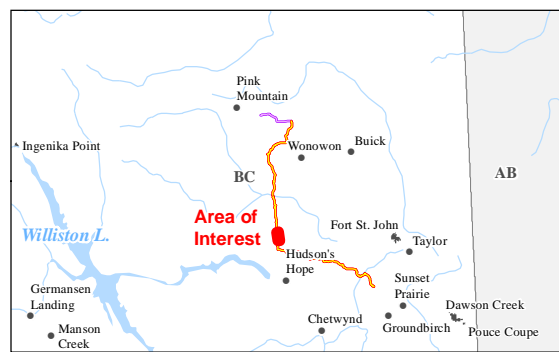 Pink
Mountain
Ingenika Point
Wonowon
Buick
BC
AB
Area of
Interest
Williston L.
Fort St. John
Taylor
Hudson's
Hope
Germansen
Landing
Sunset
Prairie
Dawson Creek
Manson
Creek
Chetwynd
Groundbirch
Pouce Coupe